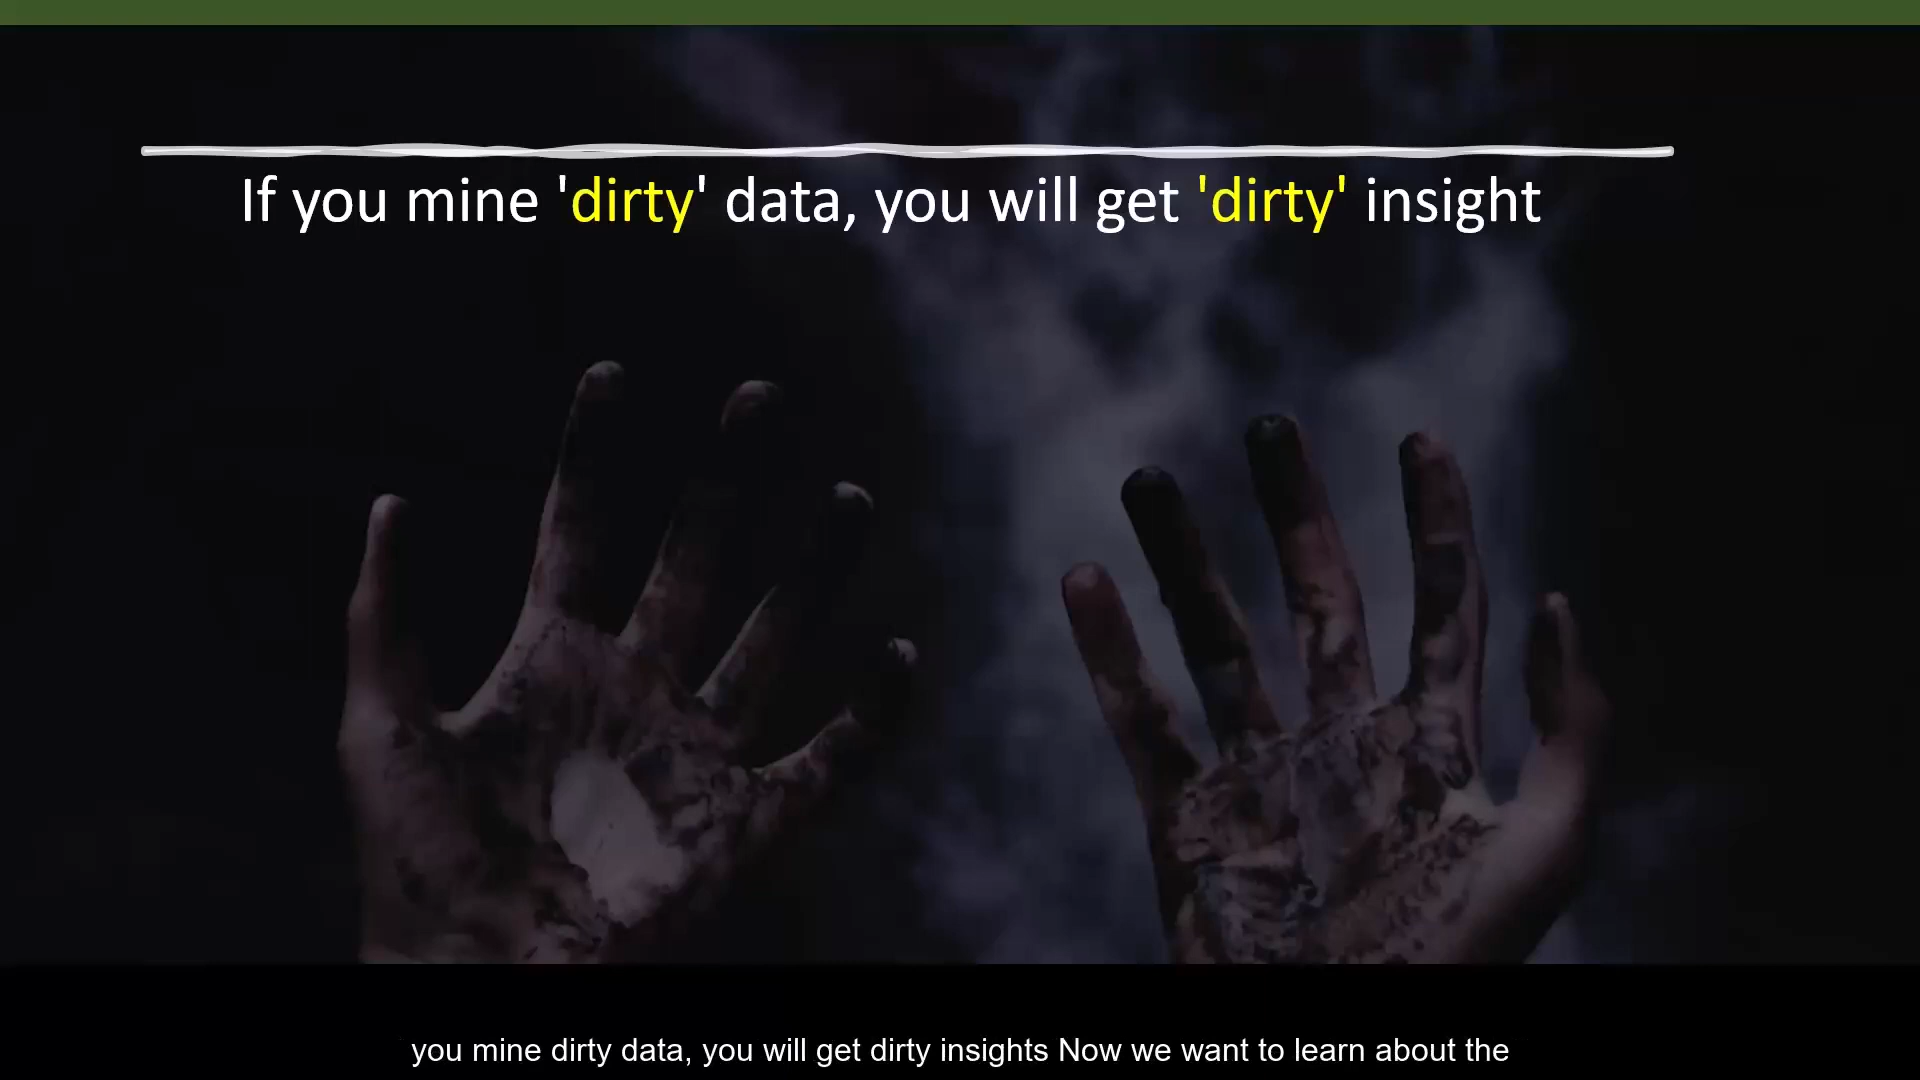 If you mine 'dirty' data, you will get 'dirty' insight
you mine dirty data, you will get dirty insights Now we want to learn about the